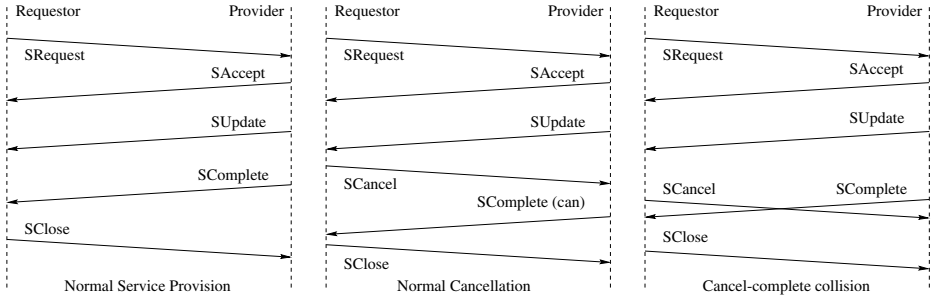 Requestor Provider
SRequest
SAccept
SUpdate
SComplete
SClose
Normal Service Provision
Requestor Provider
SRequest
SAccept
SUpdate
SCancel
SComplete (can)
SClose
Normal Cancellation
Requestor Provider
SRequest
SAccept
SUpdate
SCancel SComplete
SClose
Cancel-complete collision